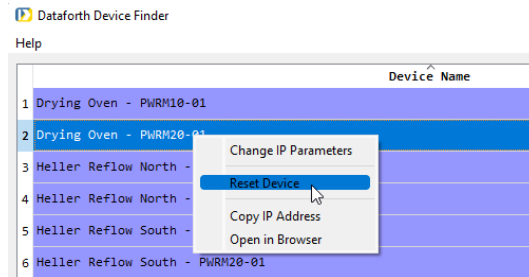 Dataforth Device Finder
Help
Device Name
1 Drying Oven - PWRM10-01
2 Drying Oven - PWRM20-01
Change IP Parameters
3 Heller Reflow North -
Reset Device
4 Heller Reflow North -
Copy IP Address
5 Heller Reflow South -
Open in Browser
6 Heller Reflow South - PWRM20-01